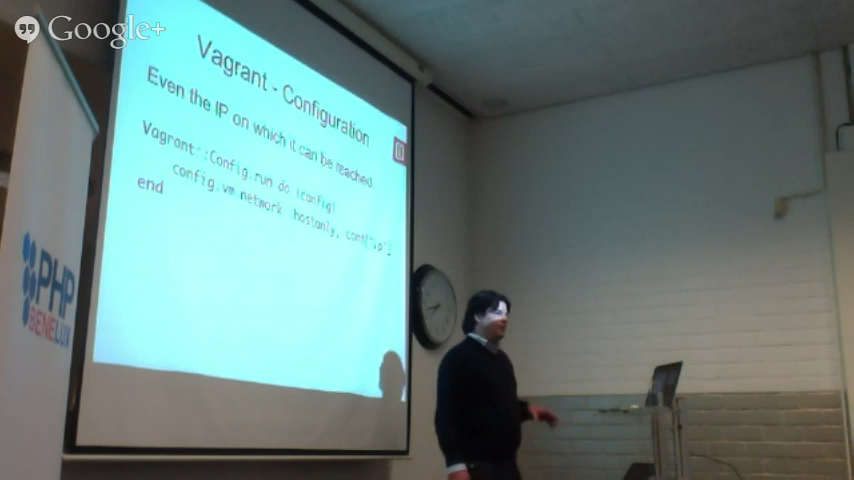 Google+
Vagrant - Configuration
Even the IP on which it can be reached
Vagrant::Config.run do |config|
config.vm.network :hostonly, conf["ip"]
end
PHP
BENELUX